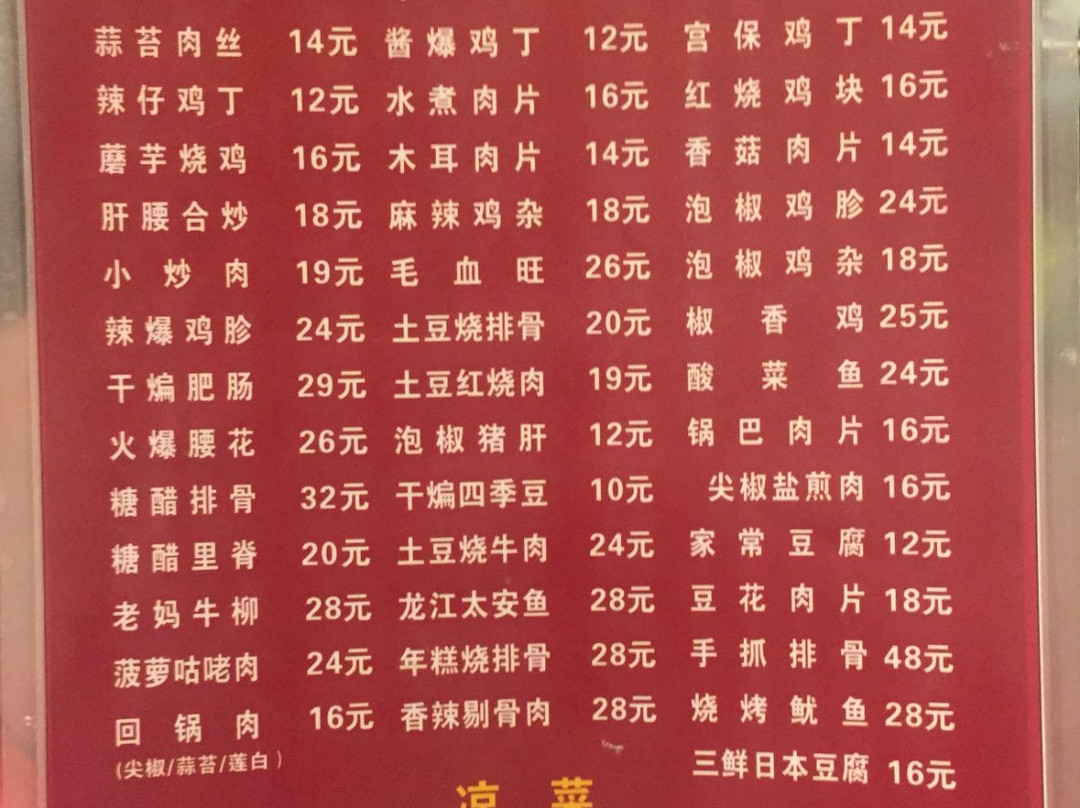 蒜苔肉丝 14元 酱爆鸡丁 12元 宫保鸡丁 14元
辣仔鸡丁 12元 水煮肉片 16元 红烧鸡块 16元
蘑芋烧鸡 16元 木耳肉片 14元 香菇肉片 14元
肝腰合炒 18元 麻辣鸡杂 18元 泡椒鸡胗 24元
小炒肉 19元 毛血旺 26元 泡椒鸡杂 18元
辣爆鸡胗 24元 土豆烧排骨 20元 椒香鸡 25元
干煸肥肠 29元 土豆红烧肉 19元 酸菜鱼 24元
火爆腰花 26元 泡椒猪肝 12元 锅巴肉片 16元
糖醋排骨 32元 干煸四季豆 10元 尖椒盐煎肉 16元
糖醋里脊 20元 土豆烧牛肉 24元 家常豆腐 12元
老妈牛柳 28元 龙江太安鱼 28元 豆花肉片 18元
菠萝咕咾肉 24元 年糕烧排骨 28元 手抓排骨 48元
回锅肉 16元 香辣剔骨肉 28元 烧烤鱿鱼 28元
(尖椒/蒜苔/莲白) 三鲜日本豆腐 16元
凉菜